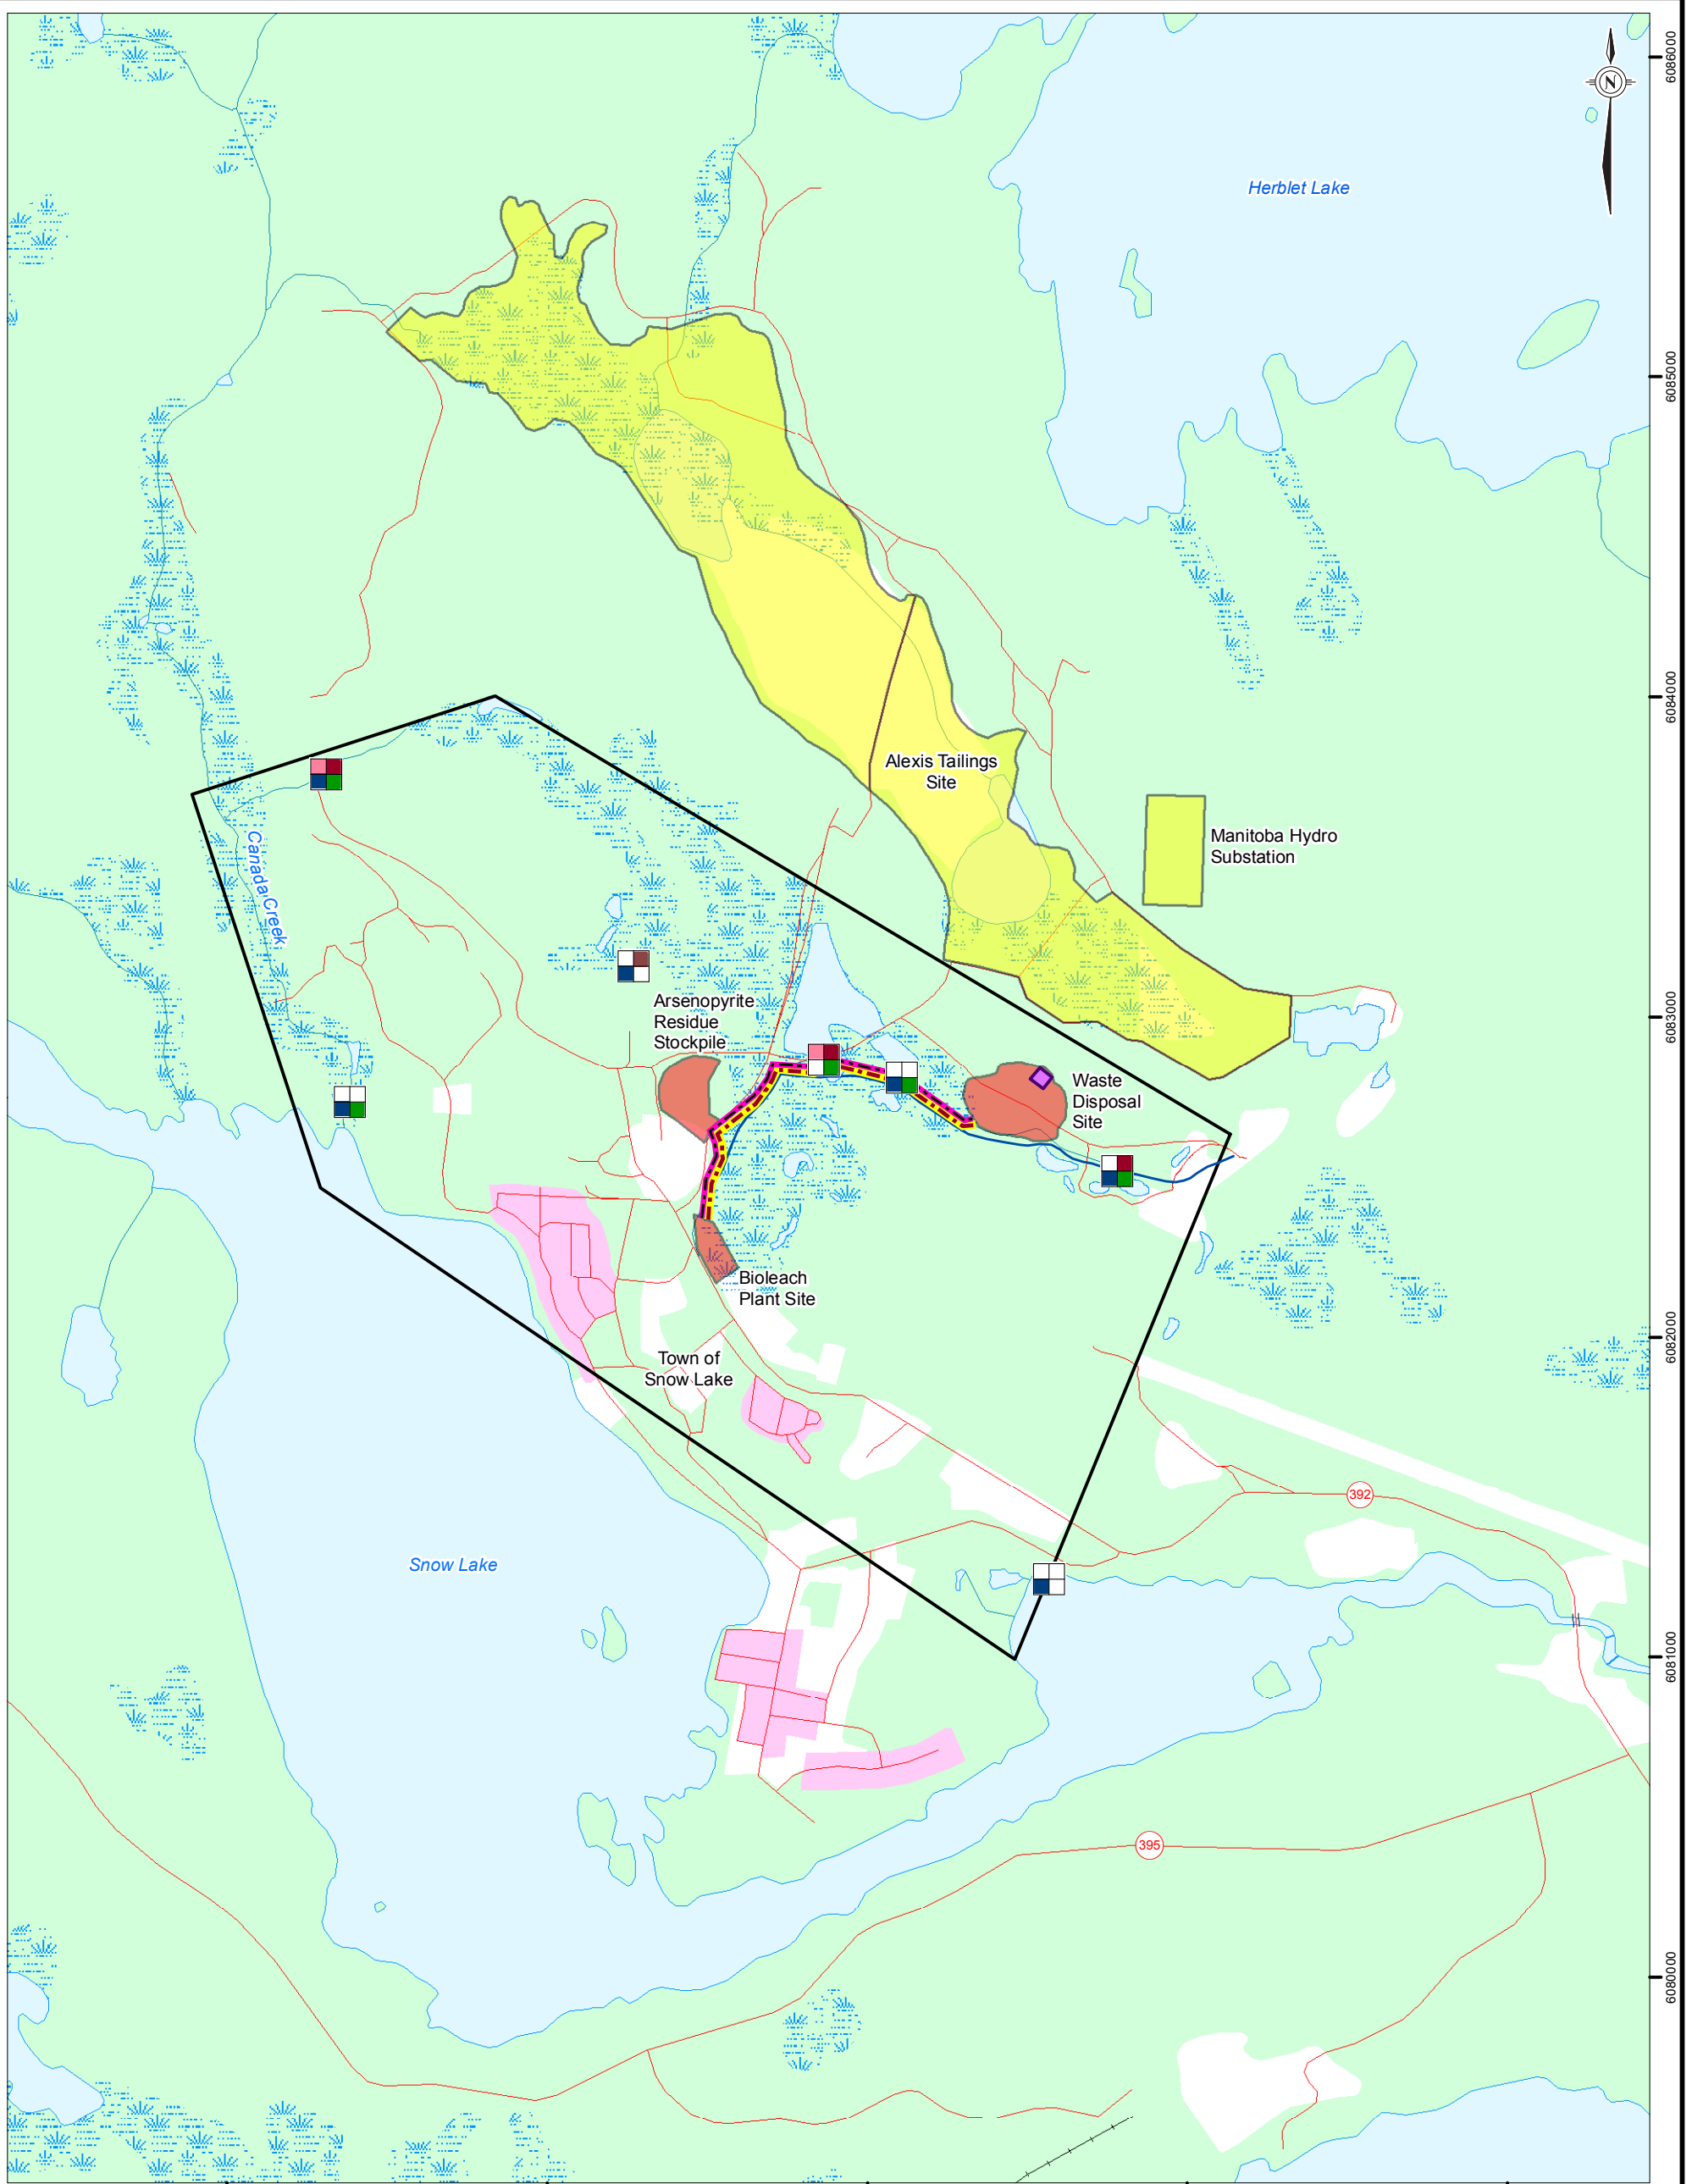 6086000
N
Herblet Lake
6085000
6084000
Alexis Tailings
Site
Manitoba Hydro
Substation
Canada Creek
6083000
Arsenopyrite
Residue
Stockpile
Waste
Disposal
Site
Bioleach
Plant Site
6082000
Town of
Snow Lake
392
Snow Lake
6081000
395
6080000